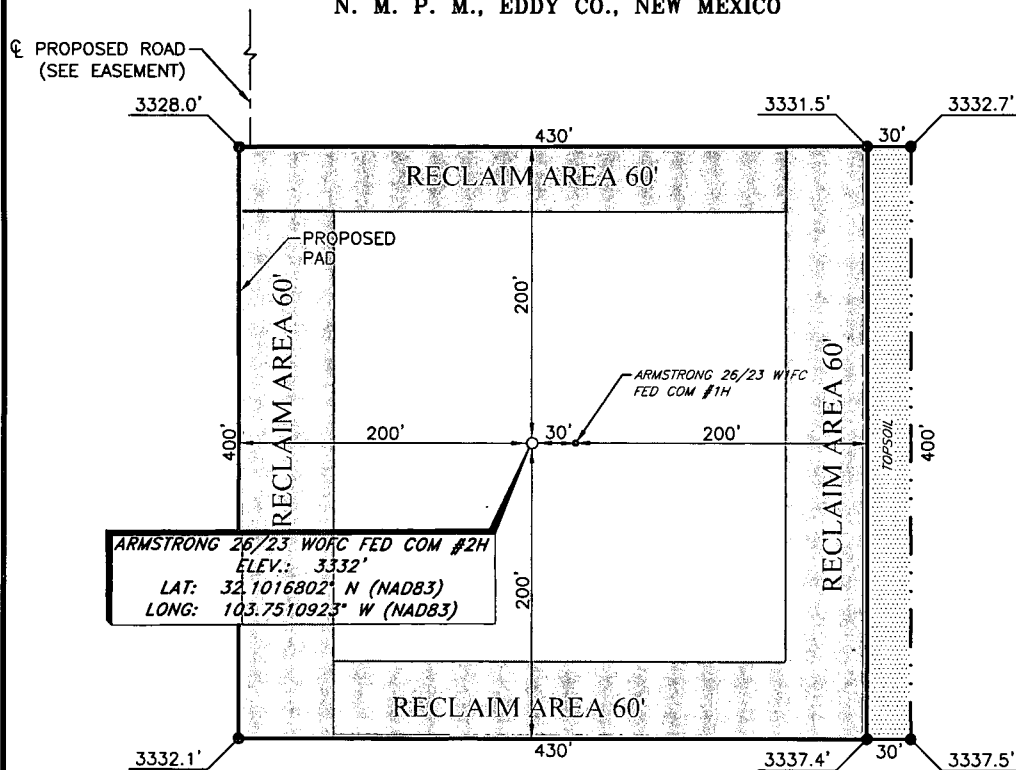 N. M. P. M., EDDY CO., NEW MEXICO
℄ PROPOSED ROAD
(SEE EASEMENT)
3328.0'
3331.5'
3332.7'
430'
30'
RECLAIM AREA 60'
PROPOSED
PAD
200'
RECLAIM AREA 60'
ARMSTRONG 26/23 W1FC
FED COM #1H
RECLAIM AREA 60'
400'
200'
30'
200'
TOPSOIL
400'
ARMSTRONG 26/23 WOFC FED COM #2H
ELEV.: 3332'
LAT: 32.1016802° N (NAD83)
LONG: 103.7510923° W (NAD83)
200'
RECLAIM AREA 60'
3332.1'
430'
3337.4'
30'
3337.5'